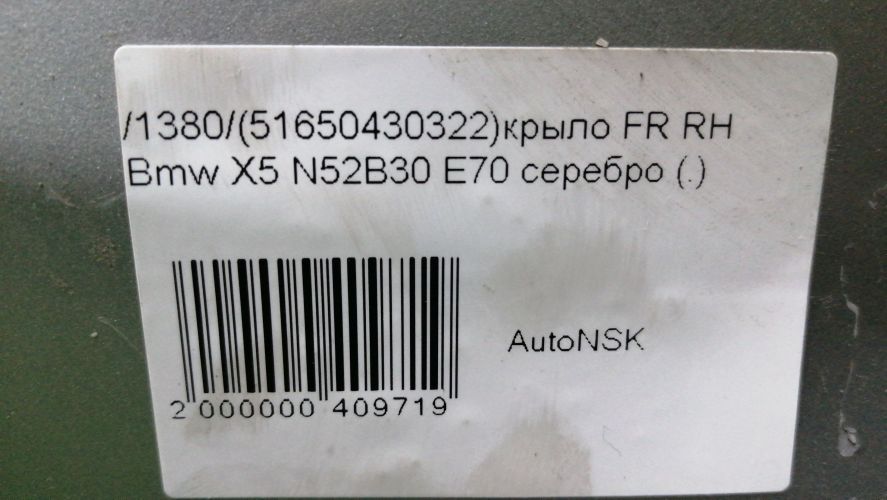 /1380/(51650430322)крыло FR RH
Bmw X5 N52B30 E70 серебро (.)
AutoNSK
2 000000 409719